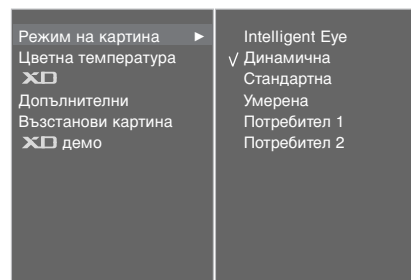 Режим на картина ►
Цветна температура
XD
Допълнителни
Възстанови картина
XD демо
Intelligent Eye
√ Динамична
Стандартна
Умерена
Потребител 1
Потребител 2